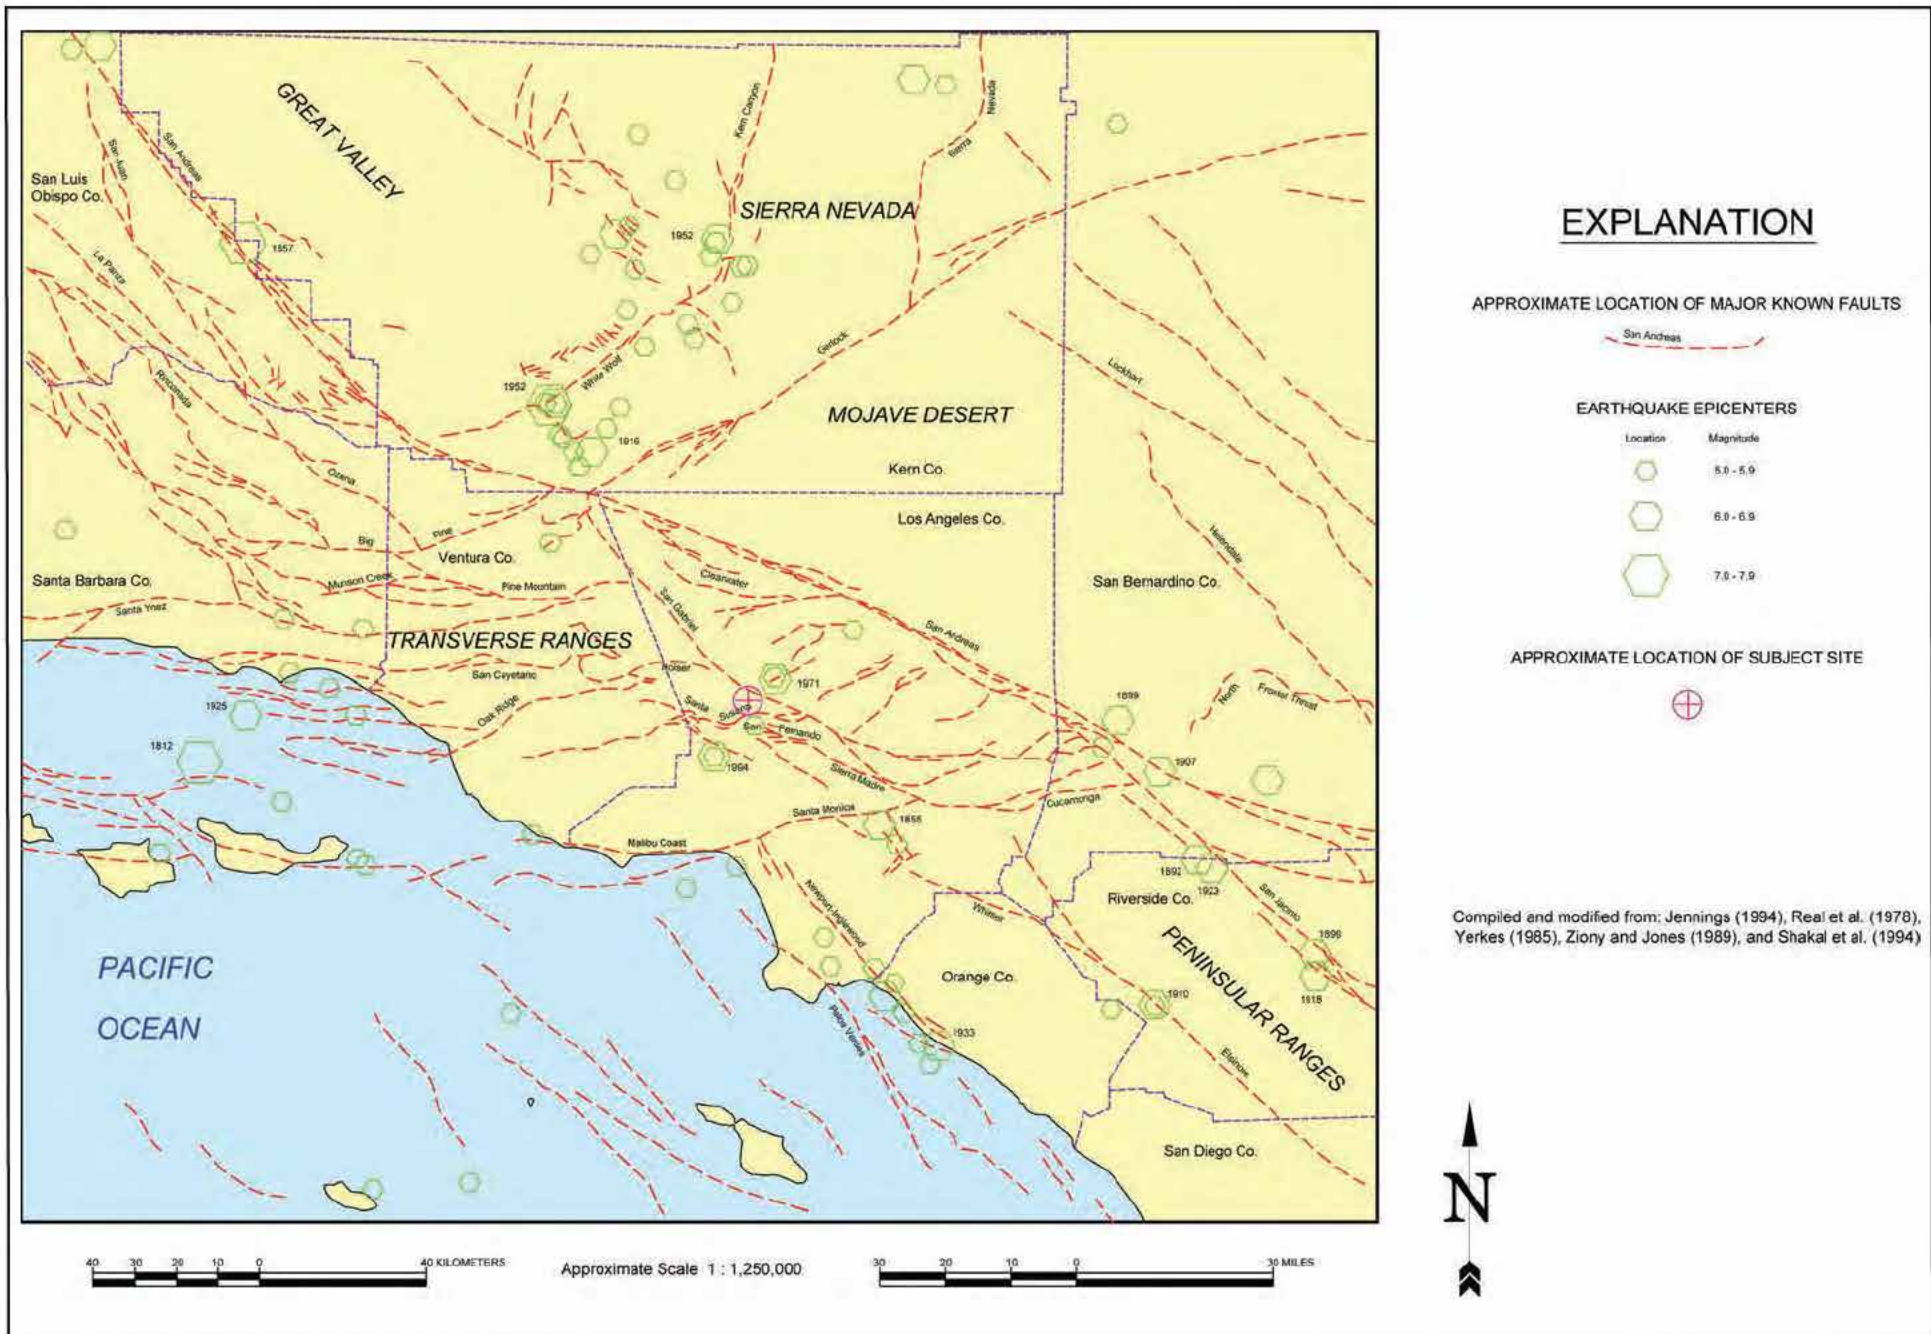 GREAT VALLEY
San Andreas
San Juan
San Luis
Obispo Co.
Kern Canyon
Nevada
Sierra
SIERRA NEVADA
1857
1952
La Panza
Rinconada
1952
White Wolf
Garlock
Lockhart
MOJAVE DESERT
1916
Kern Co.
Los Angeles Co.
Ozena
Big
Pine
Ventura Co.
Munson Creek
Pine Mountain
Santa Barbara Co.
Santa Ynez
Clearwater
San Gabriel
San Andreas
San Bernardino Co.
Helendale
TRANSVERSE RANGES
San Cayetano
Holser
Oak Ridge
Santa
Susana
San
Fernando
1971
1994
1925
1812
Sierra Madre
Santa Monica
Cucamonga
1899
1907
North
Frontal Thrust
1855
Malibu Coast
Newport-Inglewood
Whittier
1892
1923
Riverside Co.
San Jacinto
1899
1918
PENINSULAR RANGES
Orange Co.
1910
Elsinore
Palos Verdes
1933
PACIFIC
OCEAN
San Diego Co.
EXPLANATION
APPROXIMATE LOCATION OF MAJOR KNOWN FAULTS
San Andreas
EARTHQUAKE EPICENTERS
Location Magnitude
5.0 - 5.9
6.0 - 6.9
7.0 - 7.9
APPROXIMATE LOCATION OF SUBJECT SITE
Compiled and modified from: Jennings (1994), Real et al. (1978),
Yerkes (1985), Ziony and Jones (1989), and Shakal et al. (1994)
N
40 30 20 10 0 40 KILOMETERS
Approximate Scale 1 : 1,250,000
30 20 10 0 30 MILES